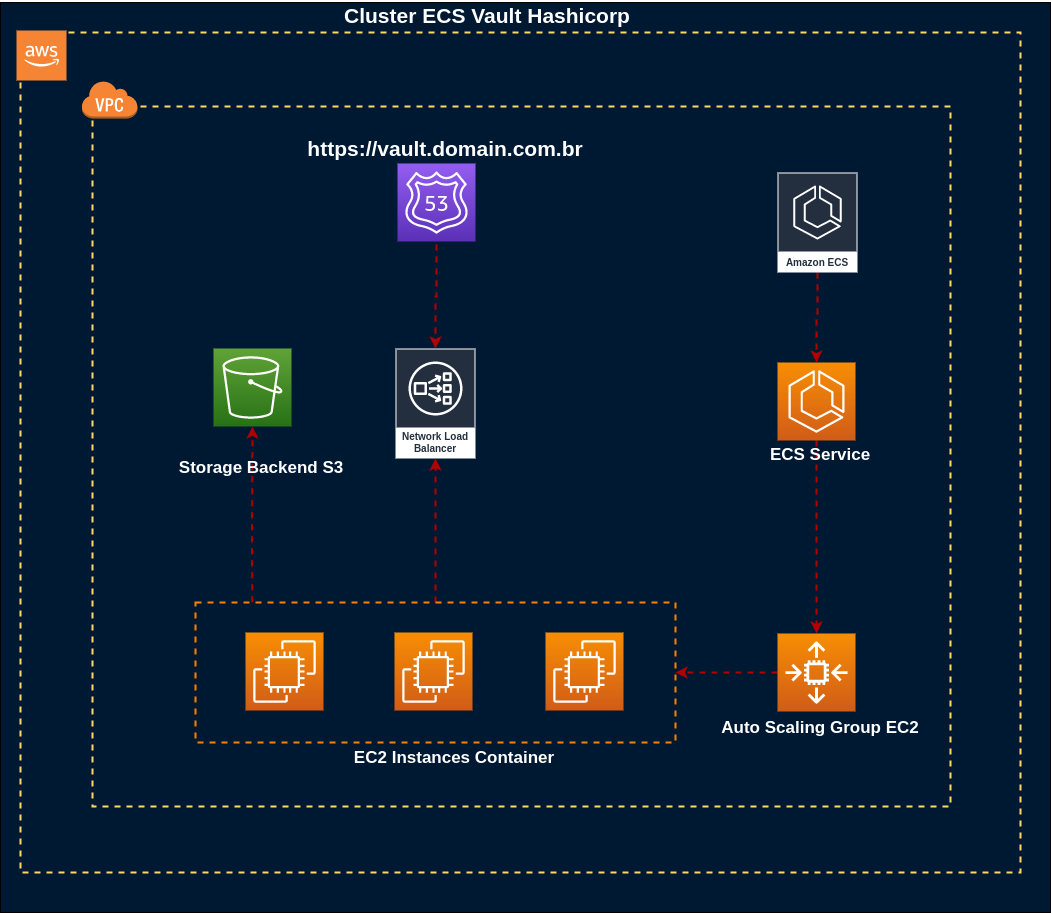 Cluster ECS Vault Hashicorp
aws
VPC
https://vault.domain.com.br
53
Amazon ECS
Network Load
Balancer
Storage Backend S3
ECS Service
Auto Scaling Group EC2
EC2 Instances Container